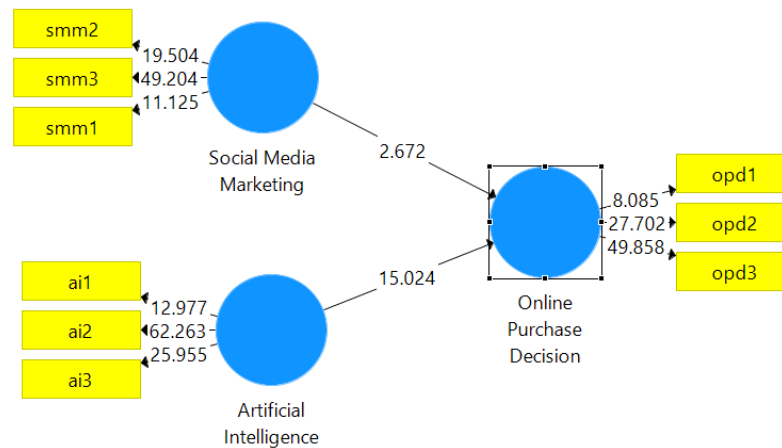 smm2
19.504
smm3
49.204
11.125
smm1
Social Media
Marketing
2.672
opd1
8.085
27.702
opd2
49.858
opd3
15.024
Online
Purchase
Decision
ai1
12.977
ai2
62.263
25.955
ai3
Artificial
Intelligence